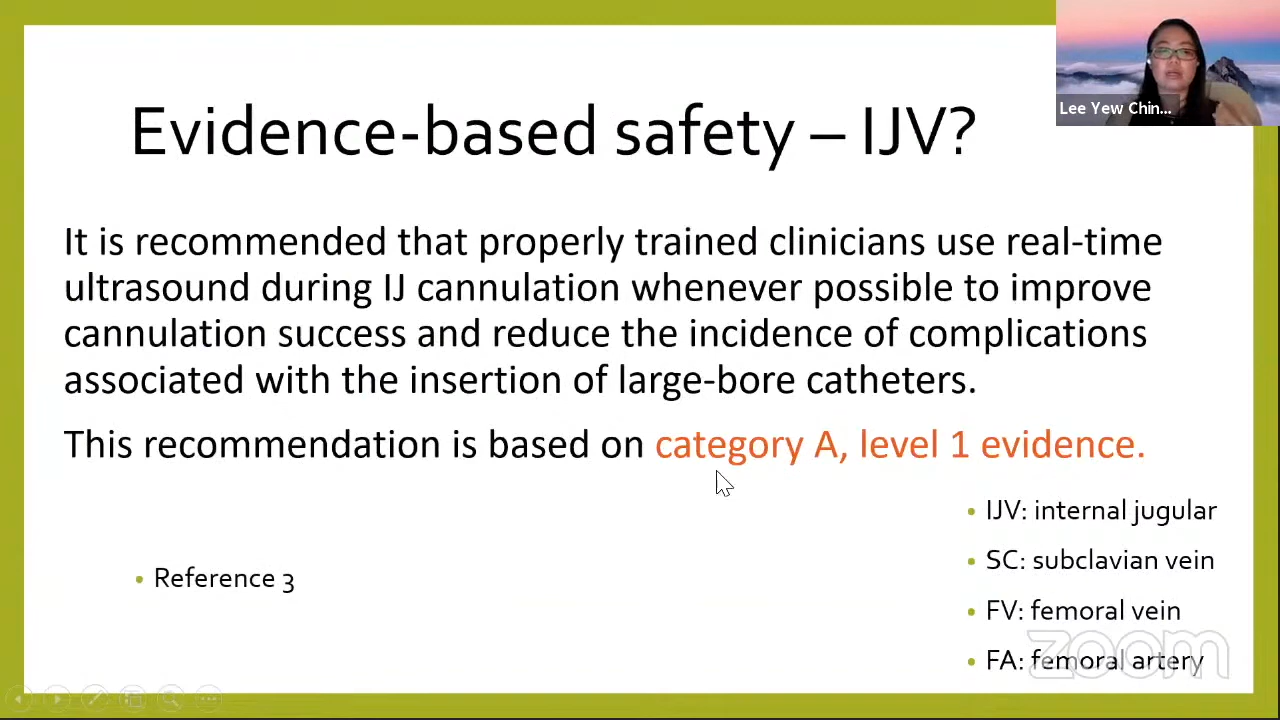 Lee Yew Chin...
Evidence-based safety – IJV?
It is recommended that properly trained clinicians use real-time
ultrasound during IJ cannulation whenever possible to improve
cannulation success and reduce the incidence of complications
associated with the insertion of large-bore catheters.
This recommendation is based on category A, level 1 evidence.
• IJV: internal jugular
• SC: subclavian vein
• Reference 3
• FV: femoral vein
• FA: femoral artery
zoom